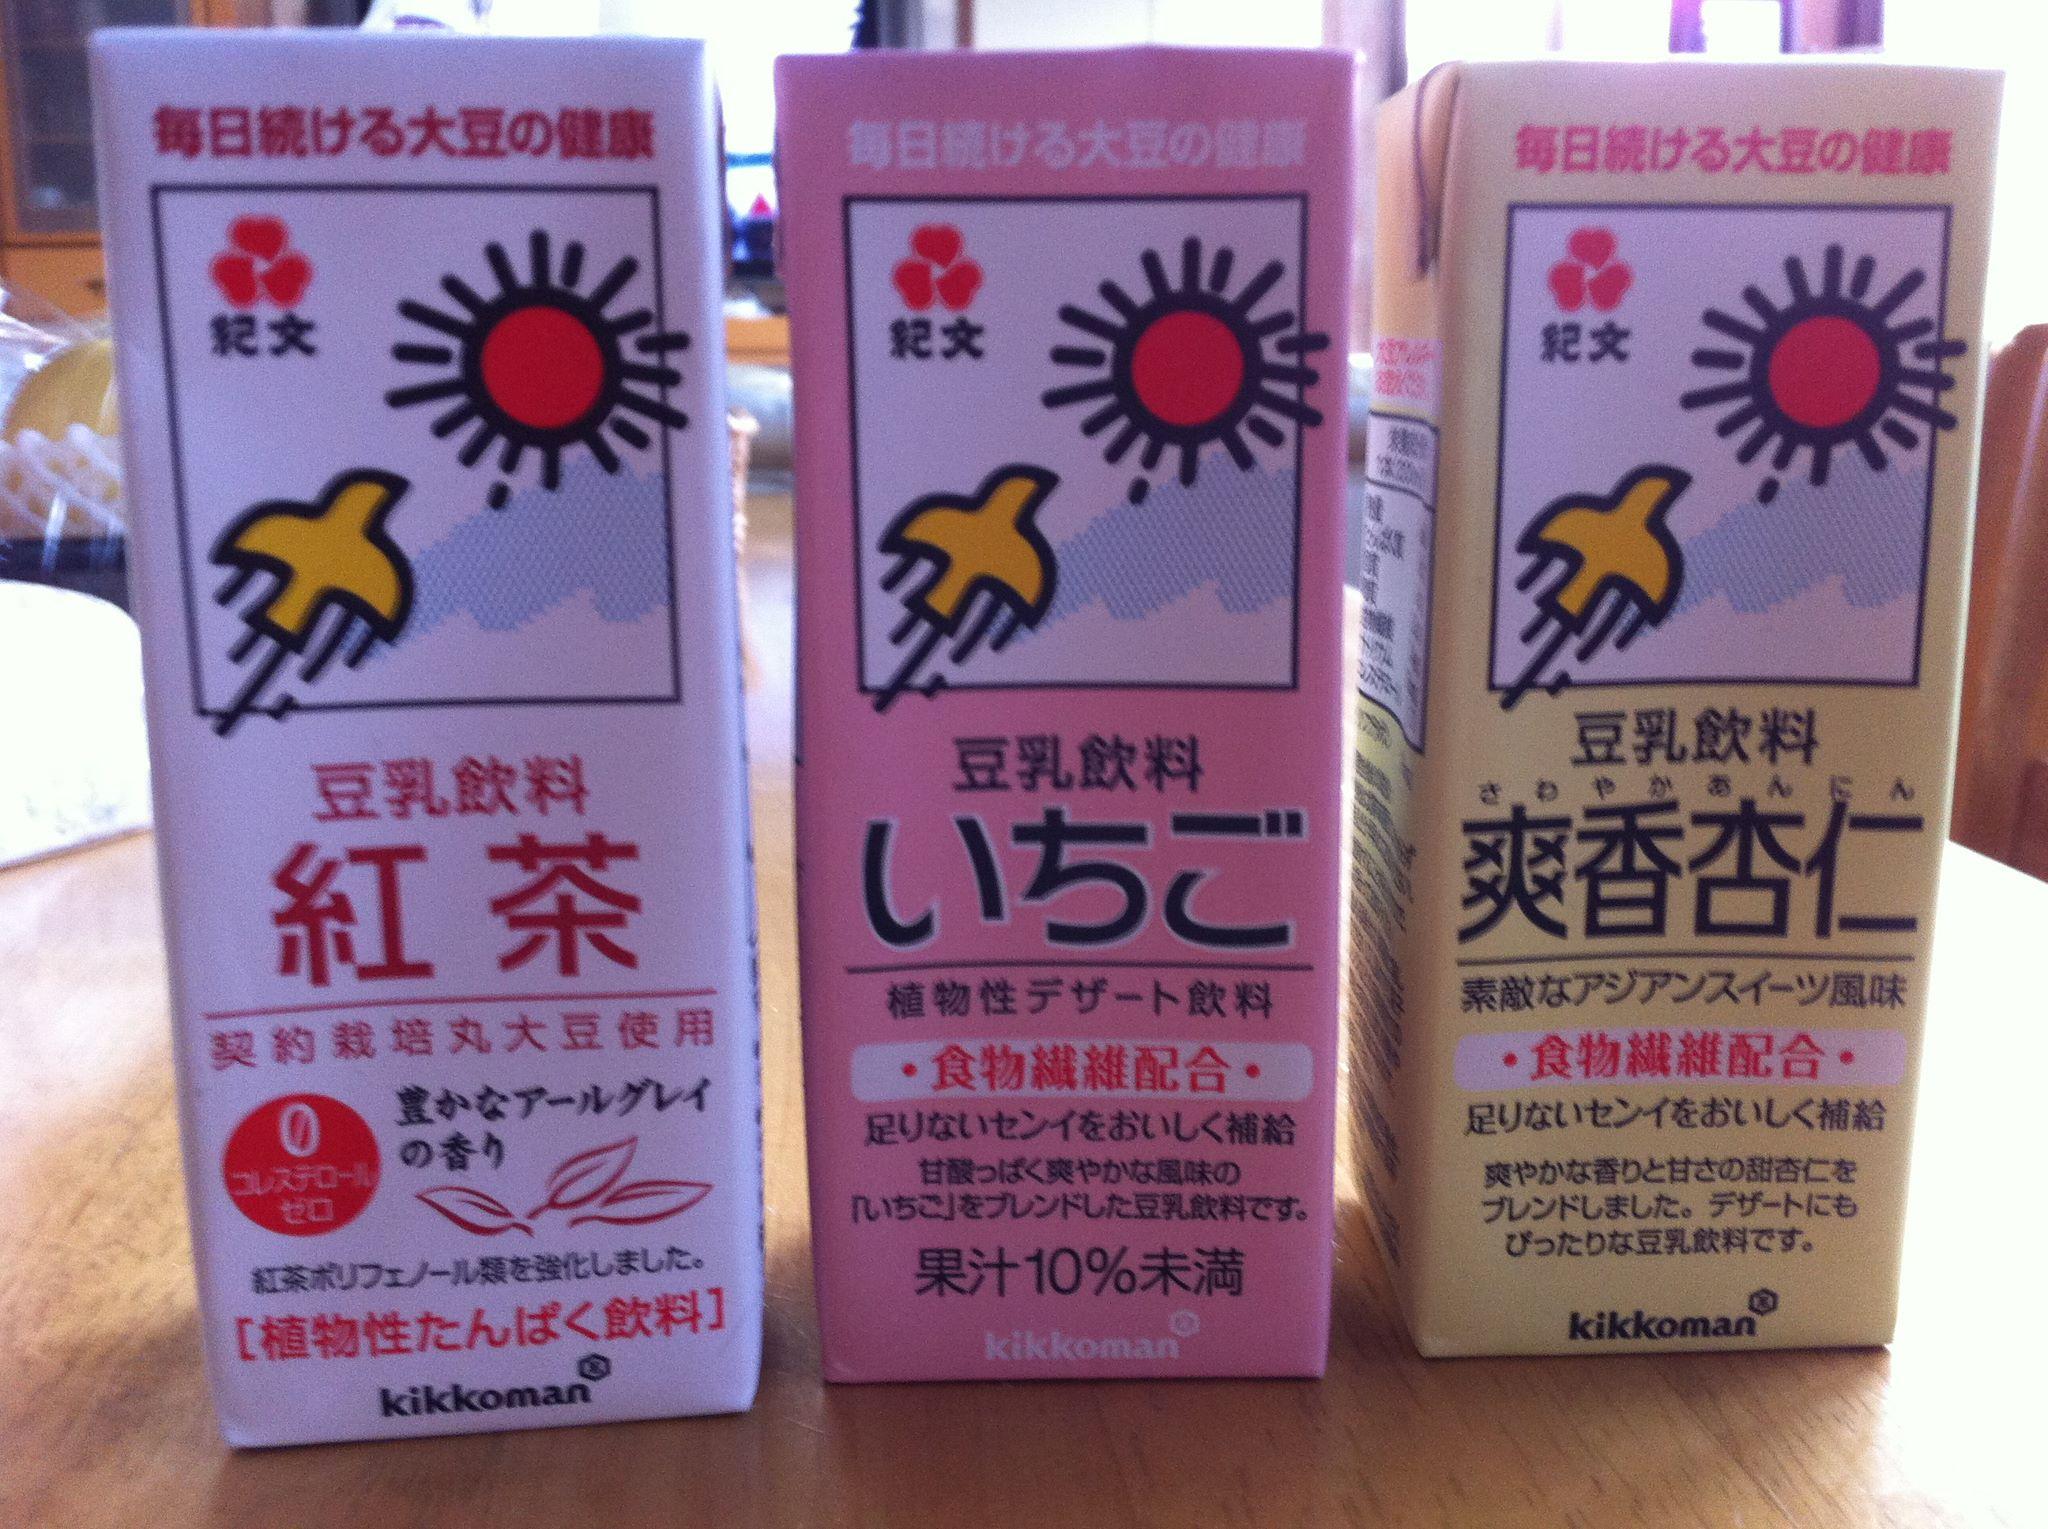 毎日続ける大豆の健康
紀文
豆乳飲料
紅茶
契約栽培丸大豆使用
0
コレステロール
ゼロ
豊かなアールグレイ
の香り
紅茶ポリフェノール類を強化しました。
[植物性たんぱく飲料]
kikkoman
毎日続ける大豆の健康
紀文
豆乳飲料
いちご
植物性デザート飲料
・食物繊維配合・
足りないセンイをおいしく補給
甘酸っぱく爽やかな風味の
「いちご」をブレンドした豆乳飲料です。
果汁10%未満
kikkoman
毎日続ける大豆の健康
紀文
豆乳飲料
さわやかあんにん
爽香杏仁
素敵なアジアンスイーツ風味
・食物繊維配合・
足りないセンイをおいしく補給
爽やかな香りと甘さの甜杏仁を
ブレンドしました。デザートにも
ぴったりな豆乳飲料です。
kikkoman